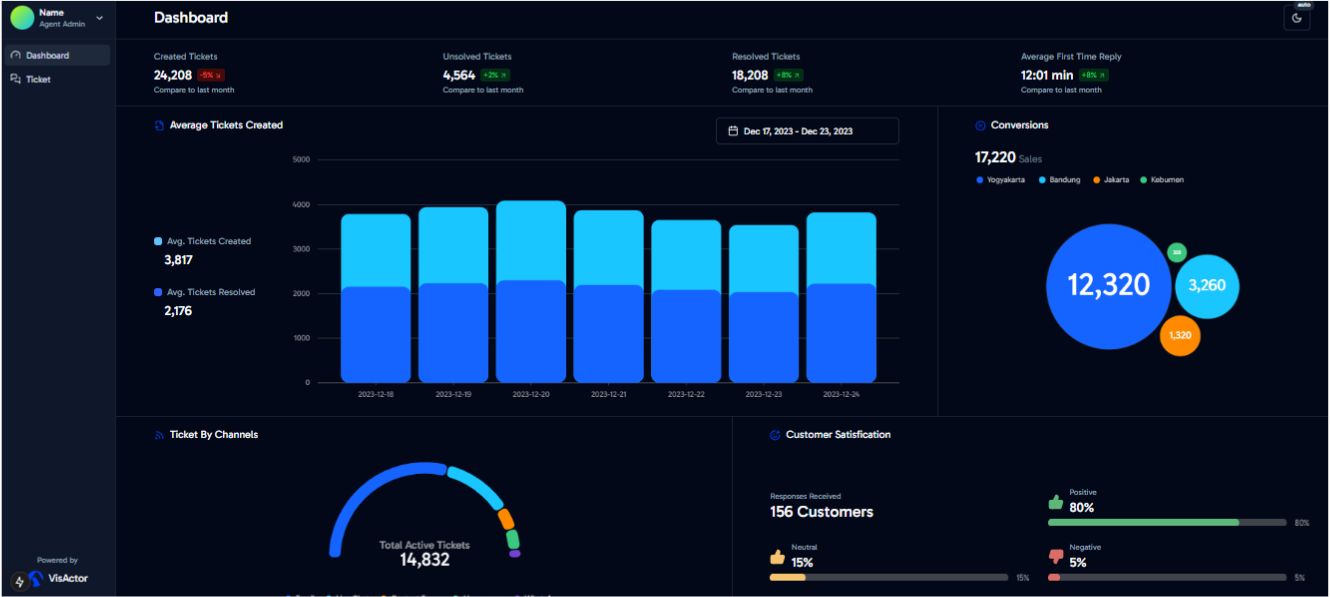 Name
Agent Admin
Dashboard
Ticket
Powered by
VisActor
Dashboard
auto
Created Tickets
24,208 -5%
Compare to last month
Unsolved Tickets
4,564 +2%
Compare to last month
Resolved Tickets
18,208 +8%
Compare to last month
Average First Time Reply
12:01 min +8%
Compare to last month
Average Tickets Created
Dec 17, 2023 - Dec 23, 2023
Avg. Tickets Created
3,817
Avg. Tickets Resolved
2,176
5000
4000
3000
2000
1000
0
2023-12-18 2023-12-19 2023-12-20 2023-12-21 2023-12-22 2023-12-23 2023-12-24
Conversions
17,220 Sales
Yogyakarta Bandung Jakarta Kebumen
12,320
3,260
1,320
Ticket By Channels
Total Active Tickets
14,832
Customer Satisfication
Responses Received
156 Customers
Positive
80%
80%
Neutral
15%
15%
Negative
5%
5%